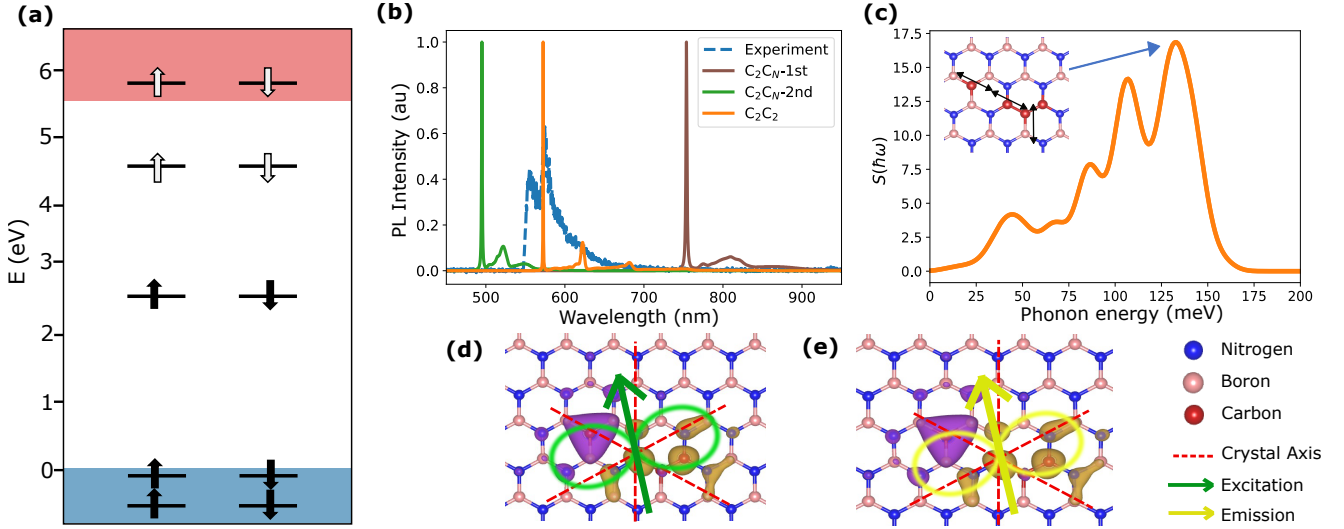 (a)
E (eV)
6
5
4
3
2
1
0
(b)
PL Intensity (au)
1.0
0.8
0.6
0.4
0.2
0.0
500
600
700
800
900
Wavelength (nm)
Experiment
C₂C_N-1st
C₂C_N-2nd
C₂C₂
(c)
S(ℏω)
17.5
15.0
12.5
10.0
7.5
5.0
2.5
0.0
0
25
50
75
100
125
150
175
200
Phonon energy (meV)
(d)
(e)
Nitrogen
Boron
Carbon
Crystal Axis
Excitation
Emission